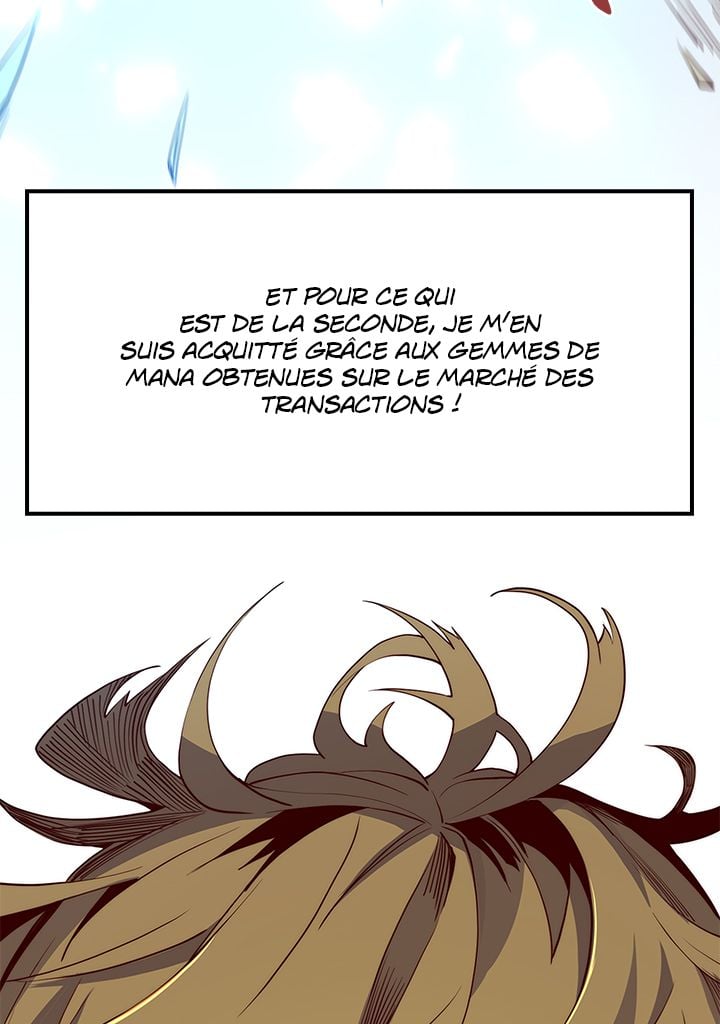 ET POUR CE QUI
EST DE LA SECONDE, JE M'EN
SUIS ACQUITTÉ GRÂCE AUX GEMMES DE
MANA OBTENUES SUR LE MARCHÉ DES
TRANSACTIONS !